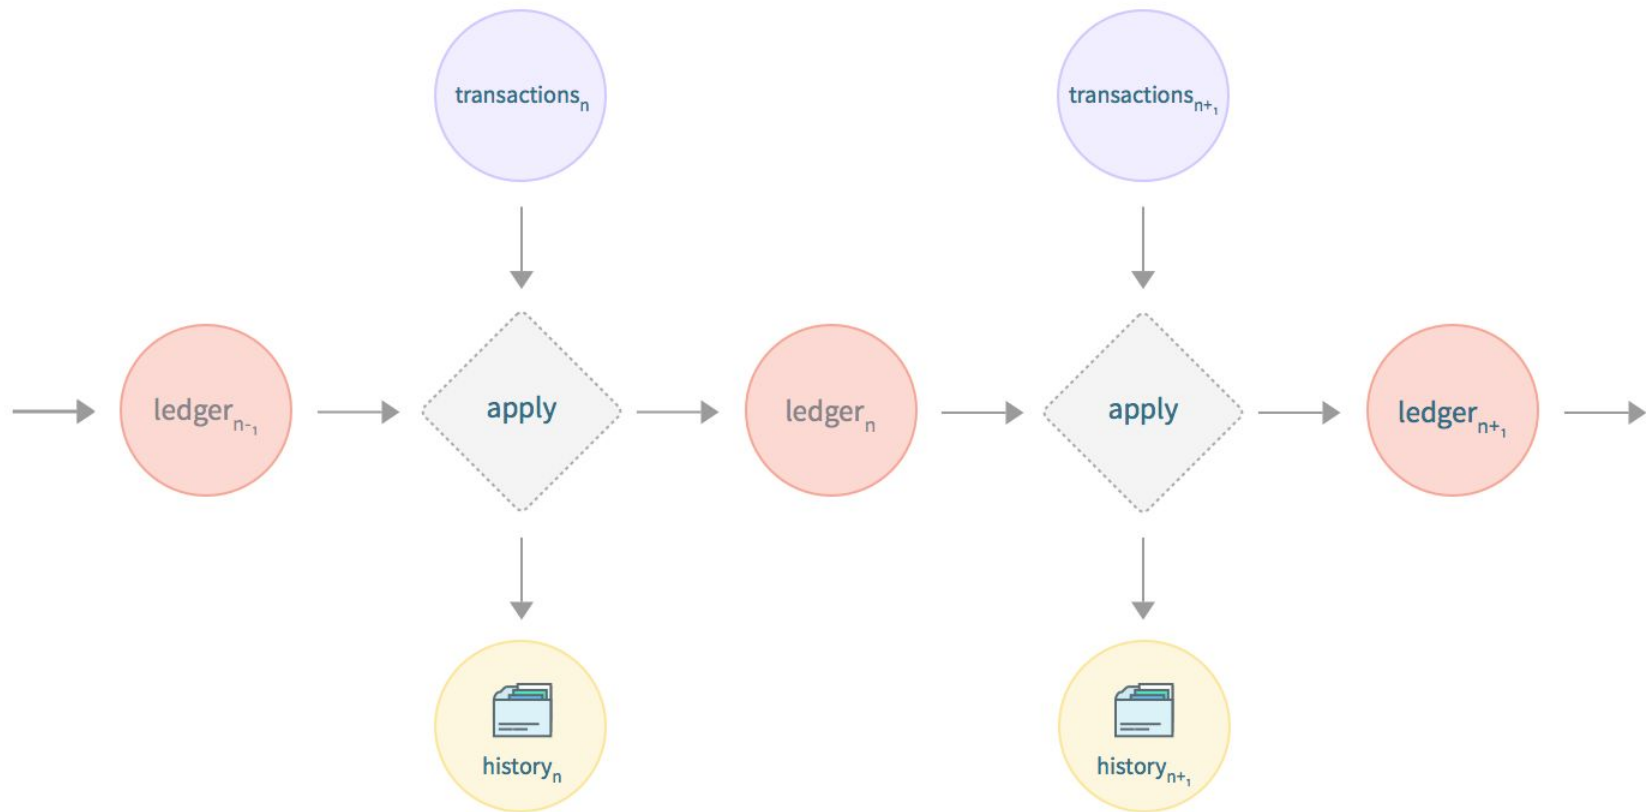 transactionsₙ
transactionsₙ₊₁
ledgerₙ₋₁
apply
ledgerₙ
apply
ledgerₙ₊₁
historyₙ
historyₙ₊₁